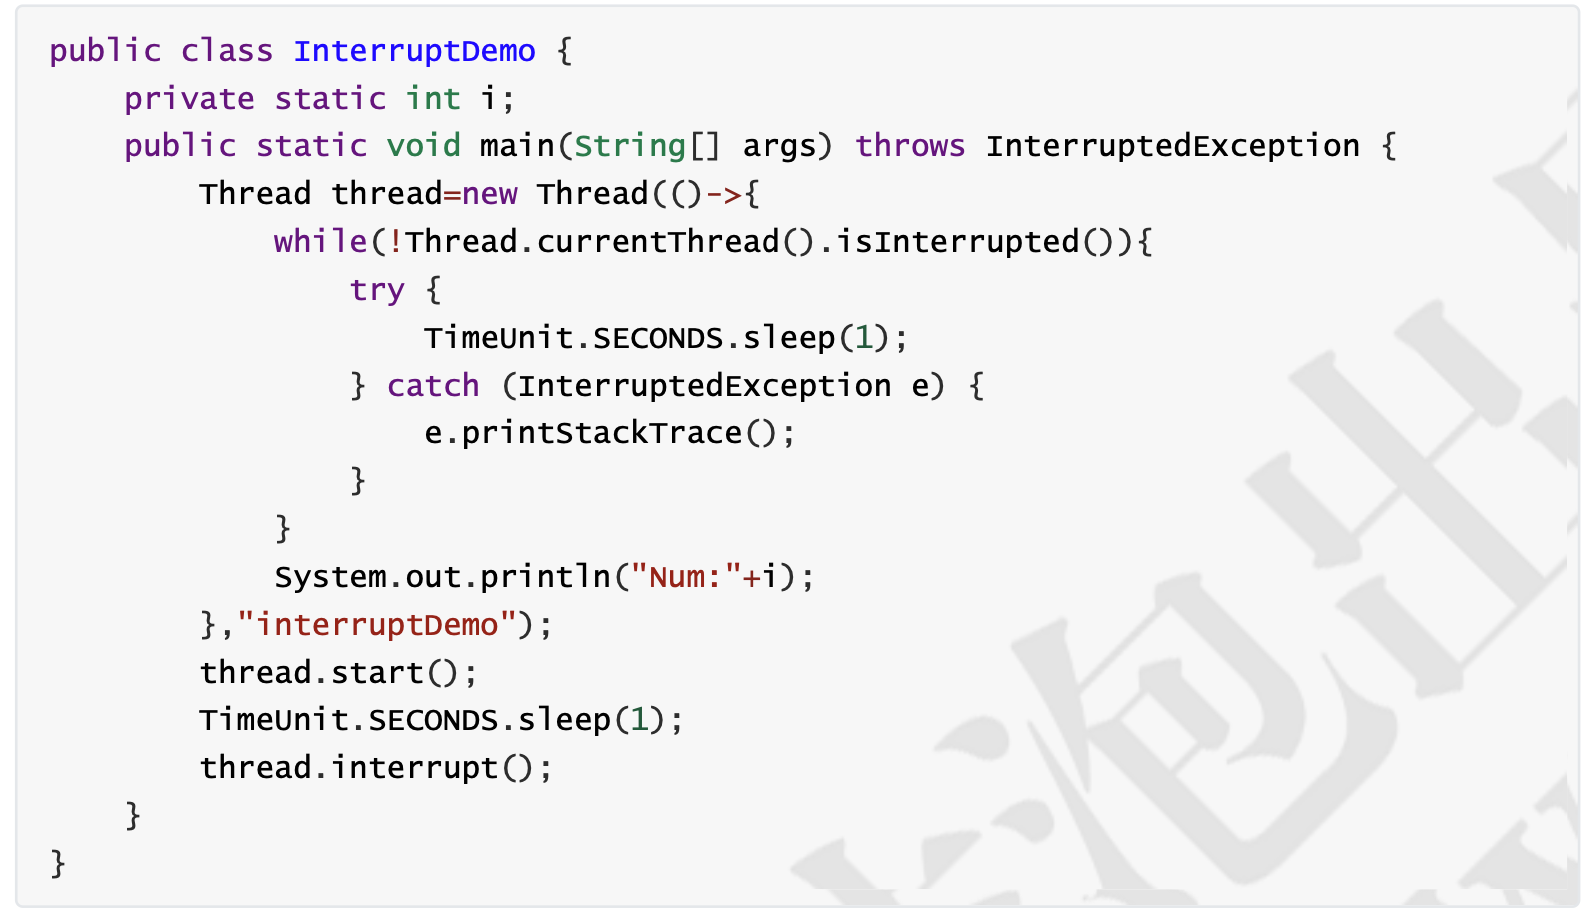 public class InterruptDemo {
    private static int i;
    public static void main(String[] args) throws InterruptedException {
        Thread thread=new Thread(()->{
            while(!Thread.currentThread().isInterrupted()){
                try {
                    TimeUnit.SECONDS.sleep(1);
                } catch (InterruptedException e) {
                    e.printStackTrace();
                }
            }
            System.out.println("Num:"+i);
        },"interruptDemo");
        thread.start();
        TimeUnit.SECONDS.sleep(1);
        thread.interrupt();
    }
}